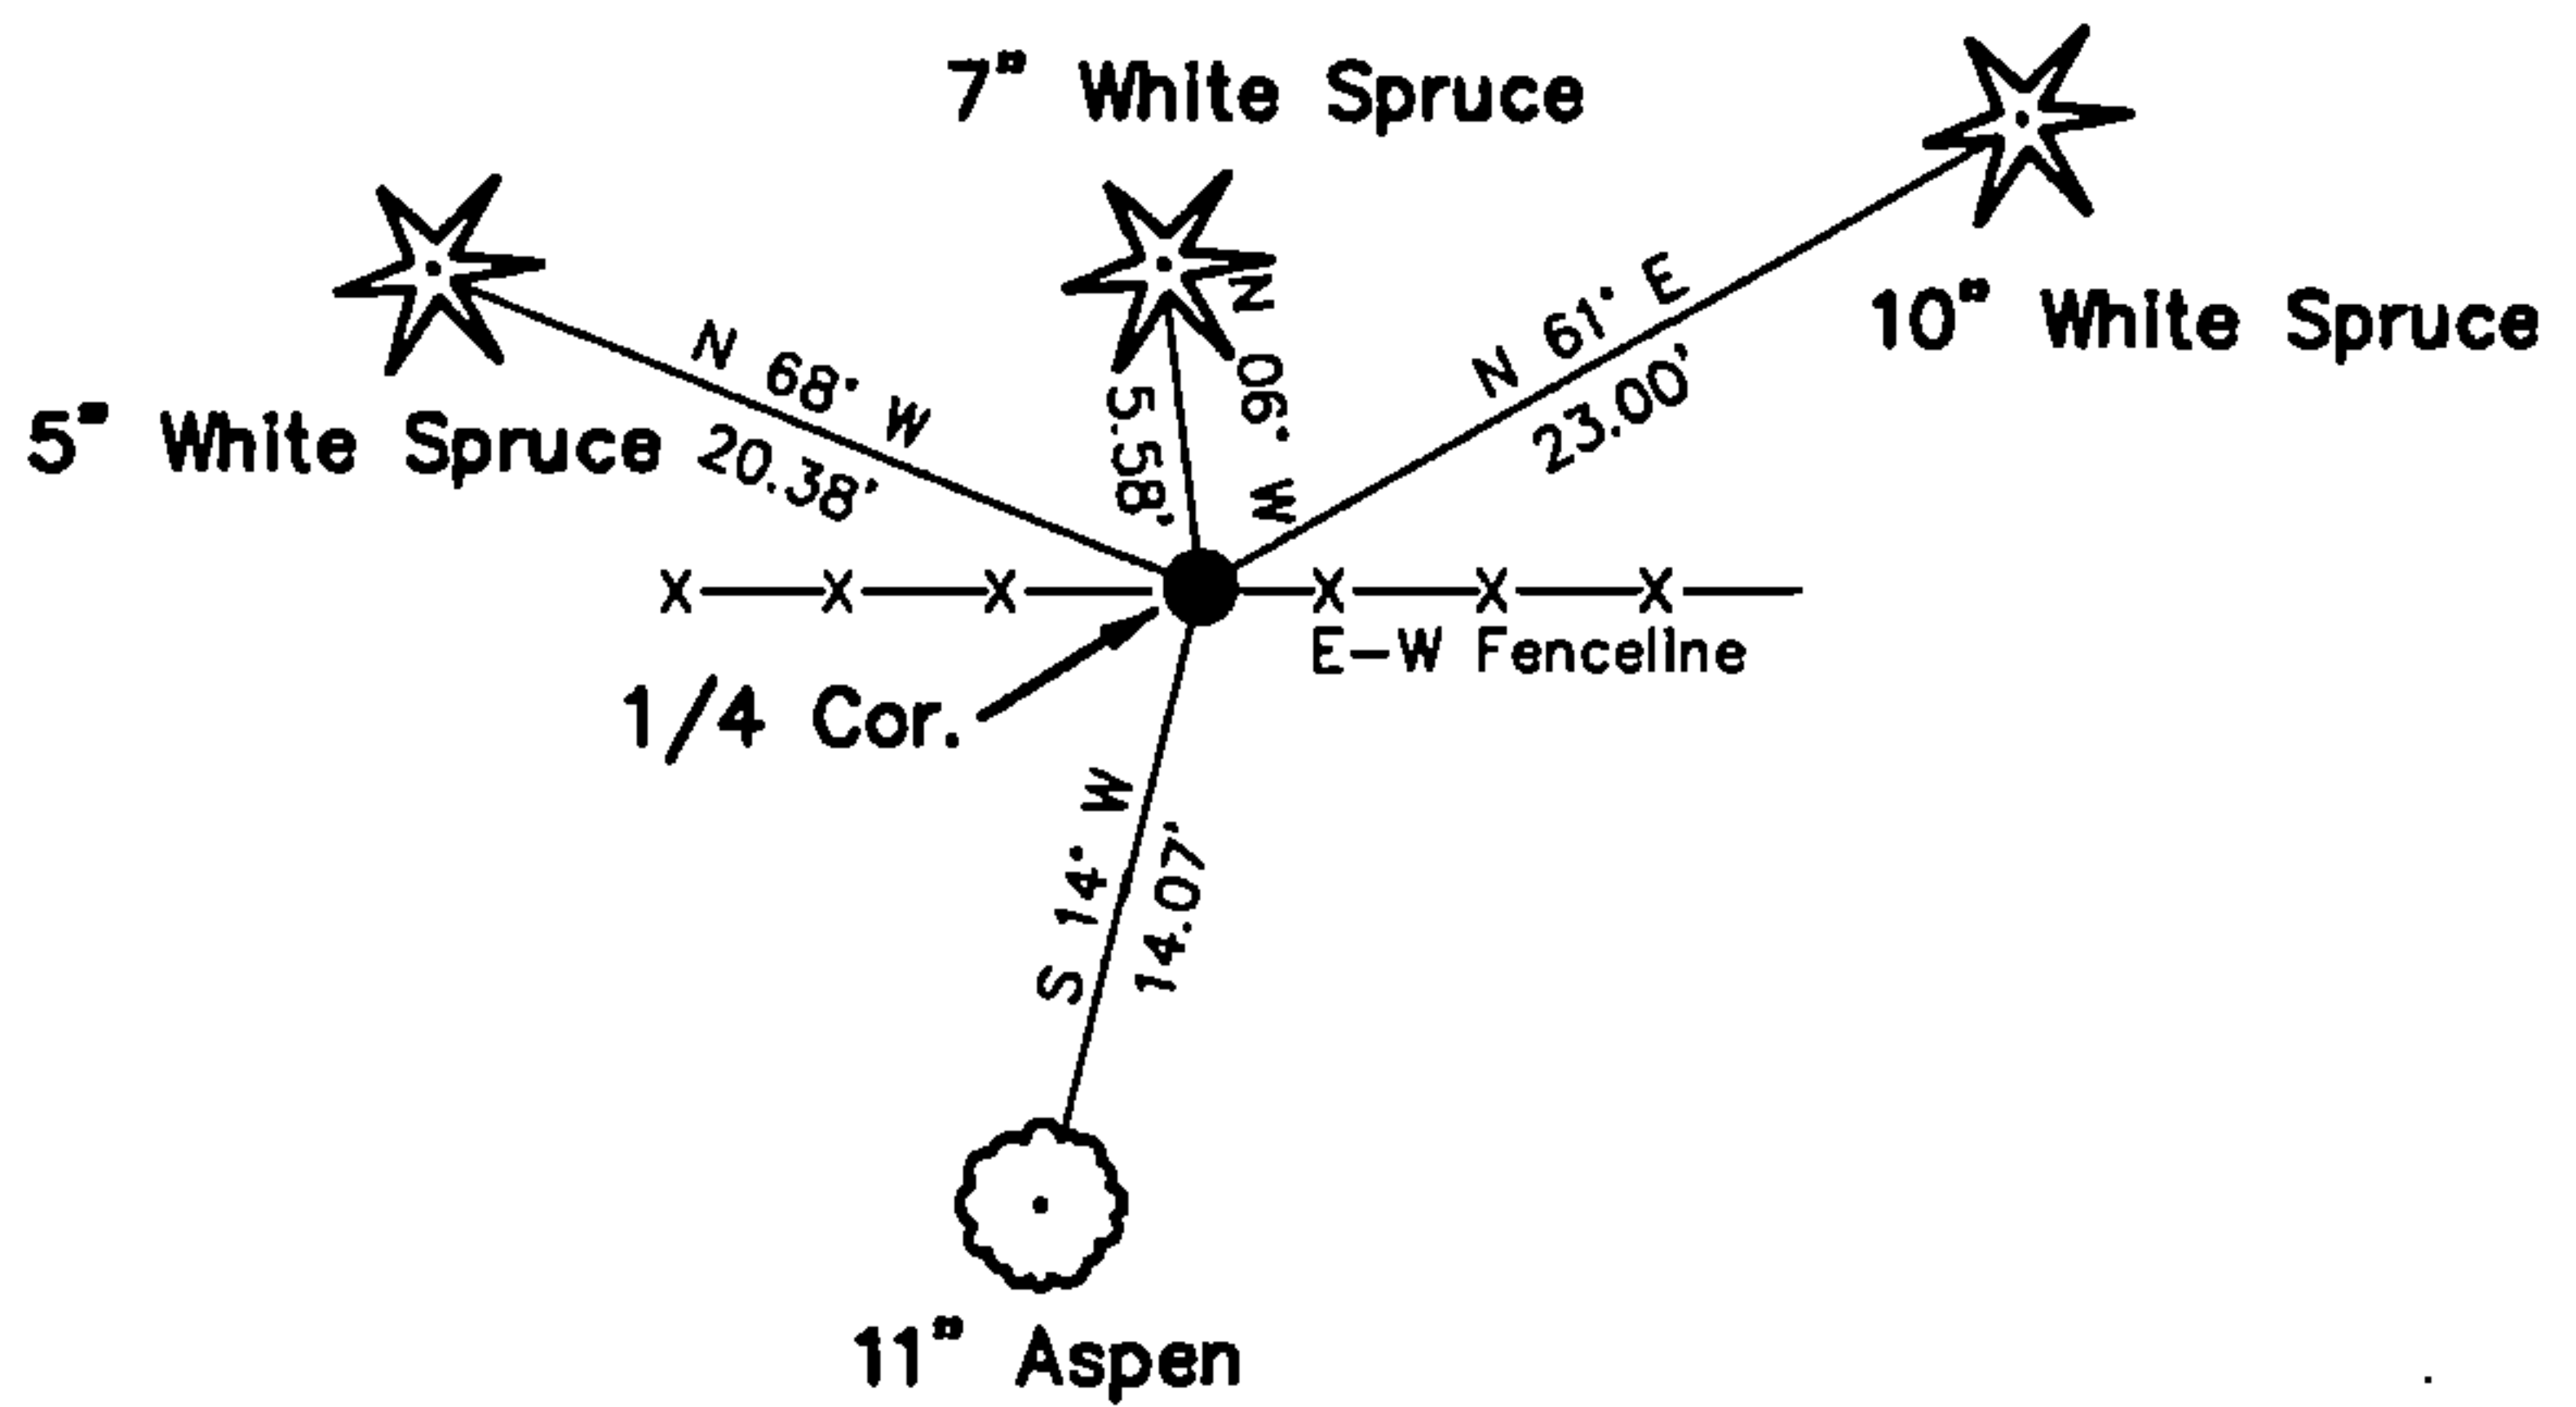 7" White Spruce
10" White Spruce
5" White Spruce
N 68° W
20.38'
N 06° W
5.58'
N 61° E
23.00'
X X X X X X
E-W Fenceline
1/4 Cor.
S 14° W
14.07'
11" Aspen